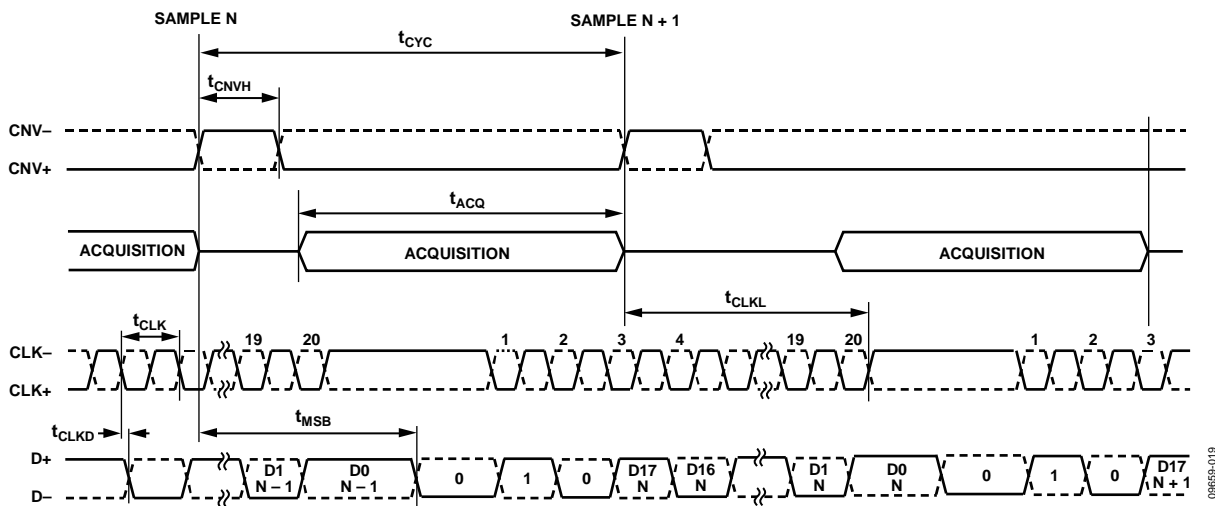 SAMPLE N SAMPLE N + 1
tCYC
tCNVH
CNV–
CNV+
tACQ
ACQUISITION ACQUISITION ACQUISITION
tCLK tCLKL
19 20 1 2 3 4 19 20 1 2 3
CLK–
CLK+
tCLKD tMSB
D+
D–
D1 N – 1 D0 N – 1 0 1 0 D17 N D16 N D1 N D0 N 0 1 0 D17 N + 1
09659-019